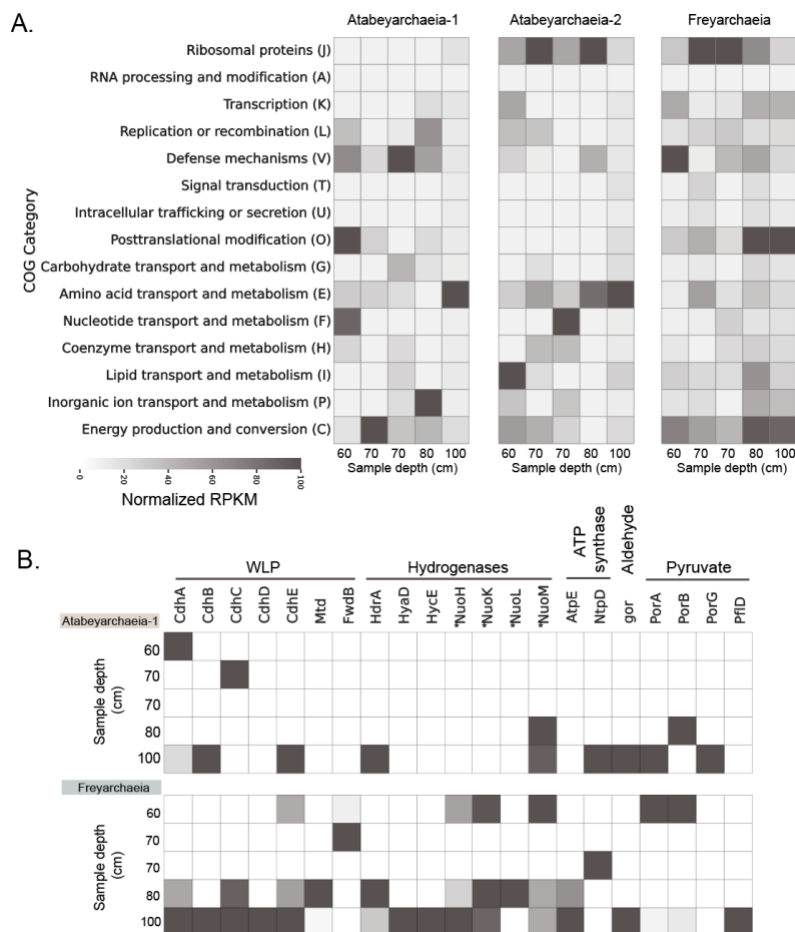 A.
Atabeyarchaeia-1 Atabeyarchaeia-2 Freyarchaeia
COG Category
Ribosomal proteins (J)
RNA processing and modification (A)
Transcription (K)
Replication or recombination (L)
Defense mechanisms (V)
Signal transduction (T)
Intracellular trafficking or secretion (U)
Posttranslational modification (O)
Carbohydrate transport and metabolism (G)
Amino acid transport and metabolism (E)
Nucleotide transport and metabolism (F)
Coenzyme transport and metabolism (H)
Lipid transport and metabolism (I)
Inorganic ion transport and metabolism (P)
Energy production and conversion (C)
60 70 70 80 100 60 70 70 80 100 60 70 70 80 100
Sample depth (cm) Sample depth (cm) Sample depth (cm)
0 20 40 60 80 100
Normalized RPKM
B.
WLP Hydrogenases ATP synthase Aldehyde Pyruvate
CdhA CdhB CdhC CdhD CdhE Mtd FwdB HdrA HyaD HycE *NuoH *NuoK *NuoL *NuoM AtpE NtpD gor PorA PorB PorG PflD
Atabeyarchaeia-1
Sample depth
(cm)
60
70
70
80
100
Freyarchaeia
Sample depth
(cm)
60
70
70
80
100